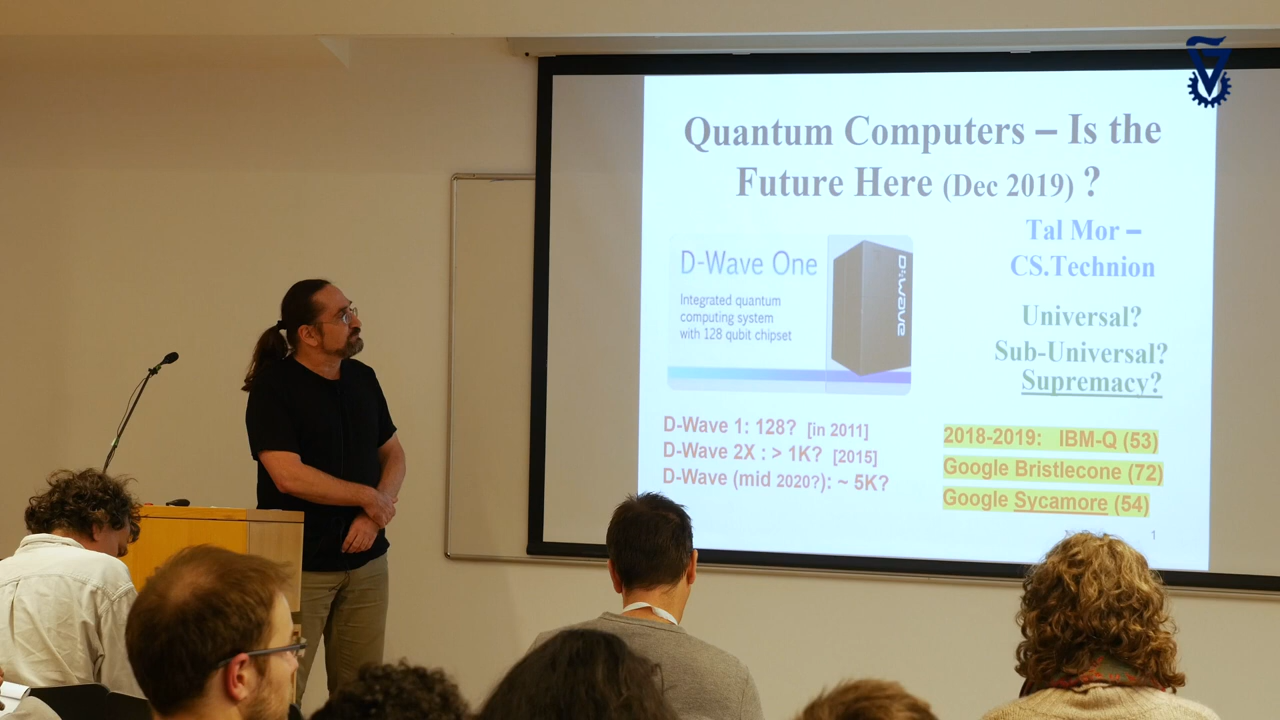 Quantum Computers – Is the
Future Here (Dec 2019) ?
Tal Mor –
CS.Technion
D-Wave One
Integrated quantum
computing system
with 128 qubit chipset
D:wave
Universal?
Sub-Universal?
Supremacy?
D-Wave 1: 128? [in 2011]
D-Wave 2X : > 1K? [2015]
D-Wave (mid 2020?): ~ 5K?
2018-2019: IBM-Q (53)
Google Bristlecone (72)
Google Sycamore (54)
1